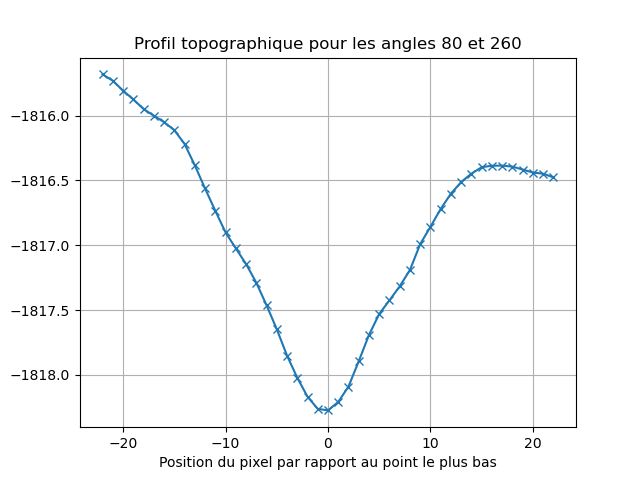 Profil topographique pour les angles 80 et 260
−1816.0
−1816.5
−1817.0
−1817.5
−1818.0
−20 −10 0 10 20
Position du pixel par rapport au point le plus bas